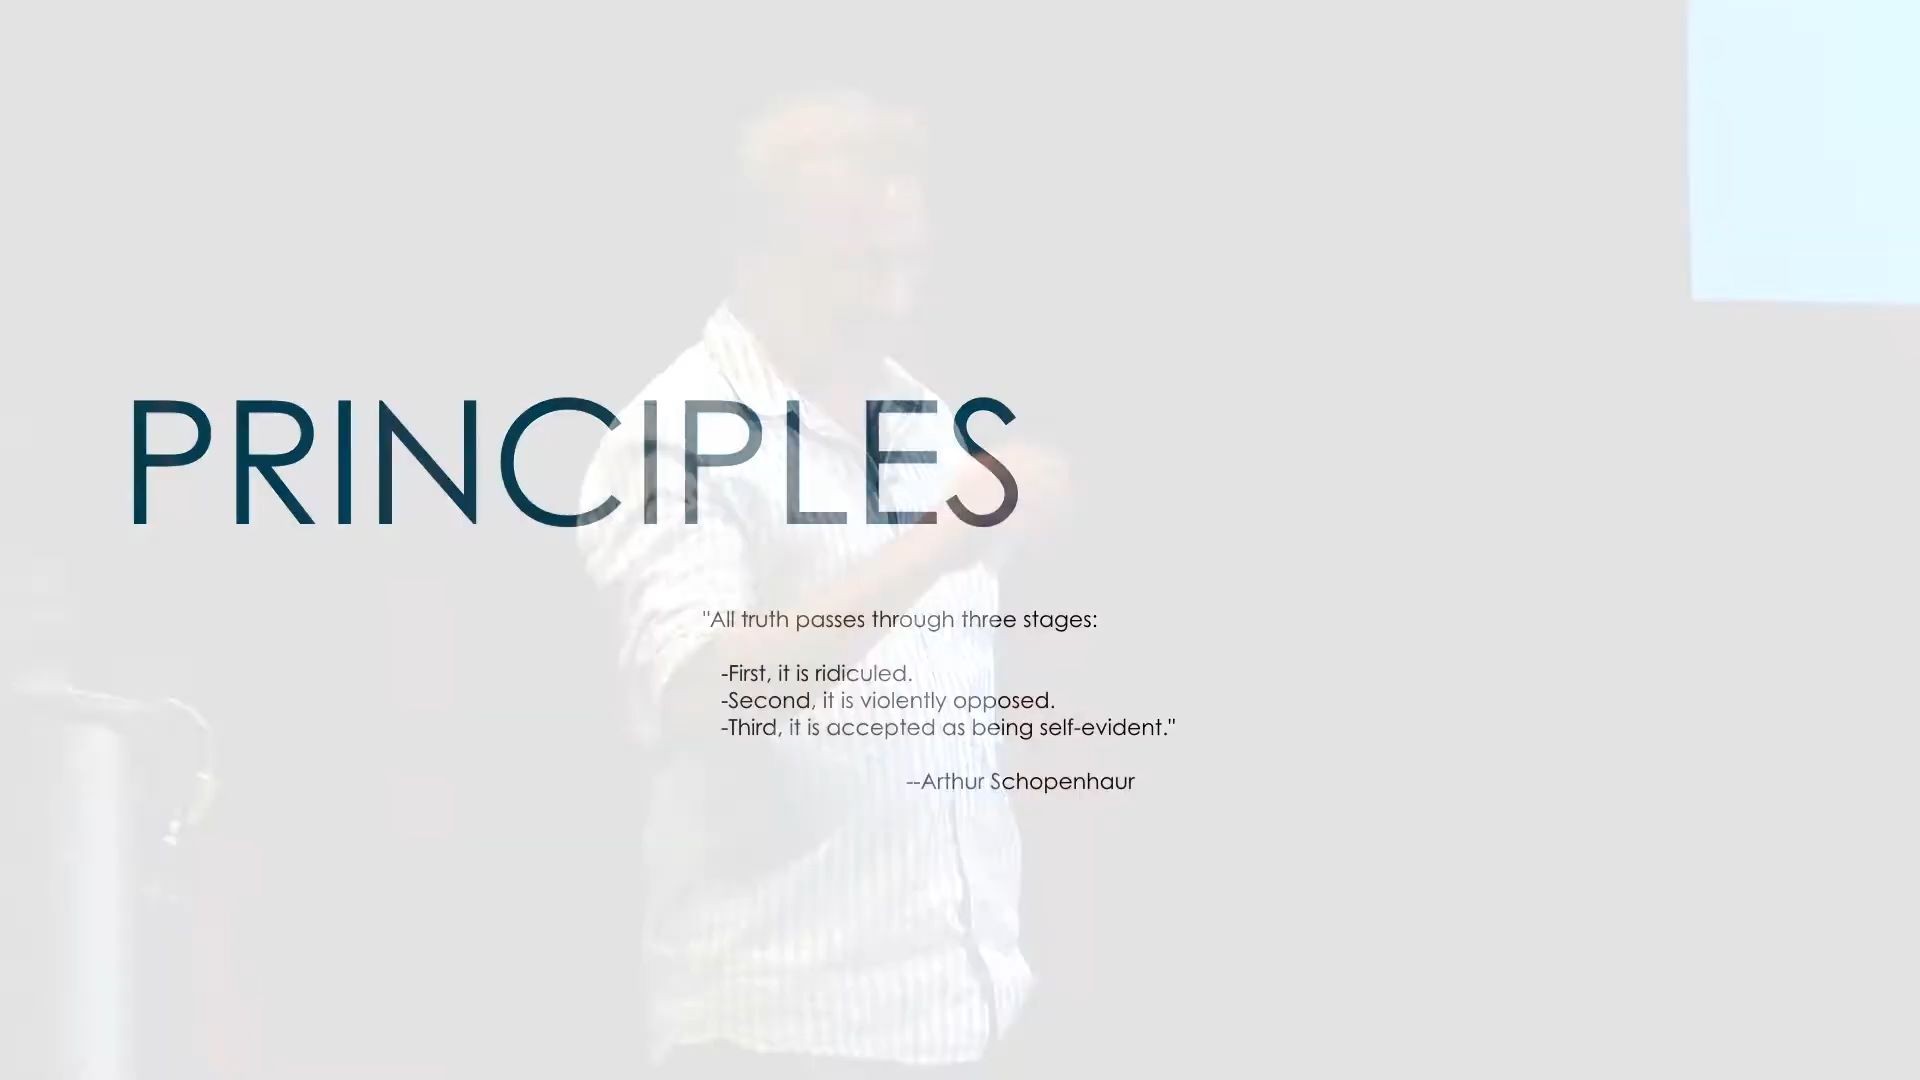 PRINCIPLES
"All truth passes through three stages:
-First, it is ridiculed.
-Second, it is violently opposed.
-Third, it is accepted as being self-evident."
--Arthur Schopenhaur